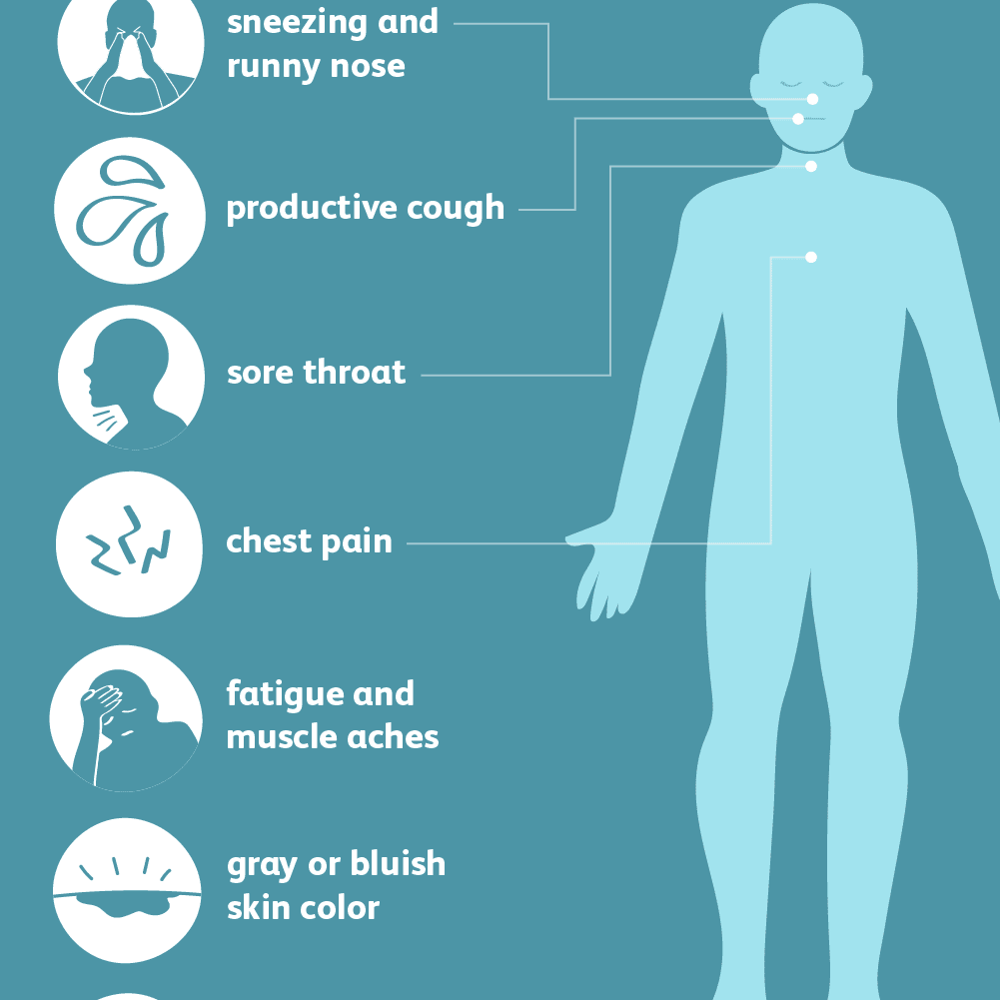 sneezing and
runny nose
productive cough
sore throat
chest pain
fatigue and
muscle aches
gray or bluish
skin color